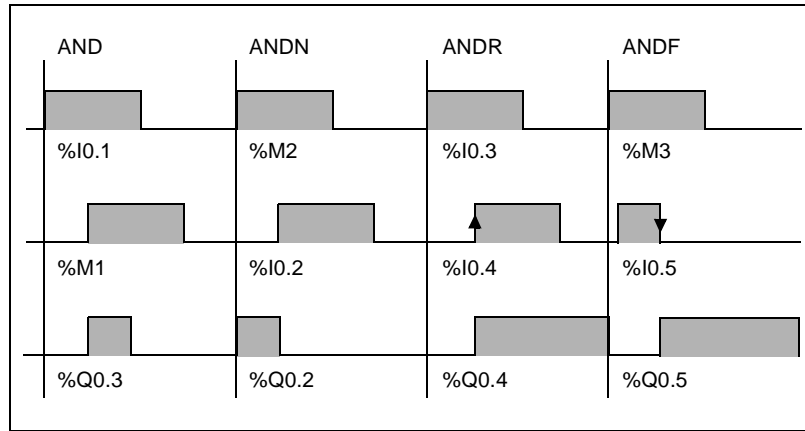 AND ANDN ANDR ANDF
%I0.1 %M2 %I0.3 %M3
%M1 %I0.2 %I0.4 %I0.5
%Q0.3 %Q0.2 %Q0.4 %Q0.5